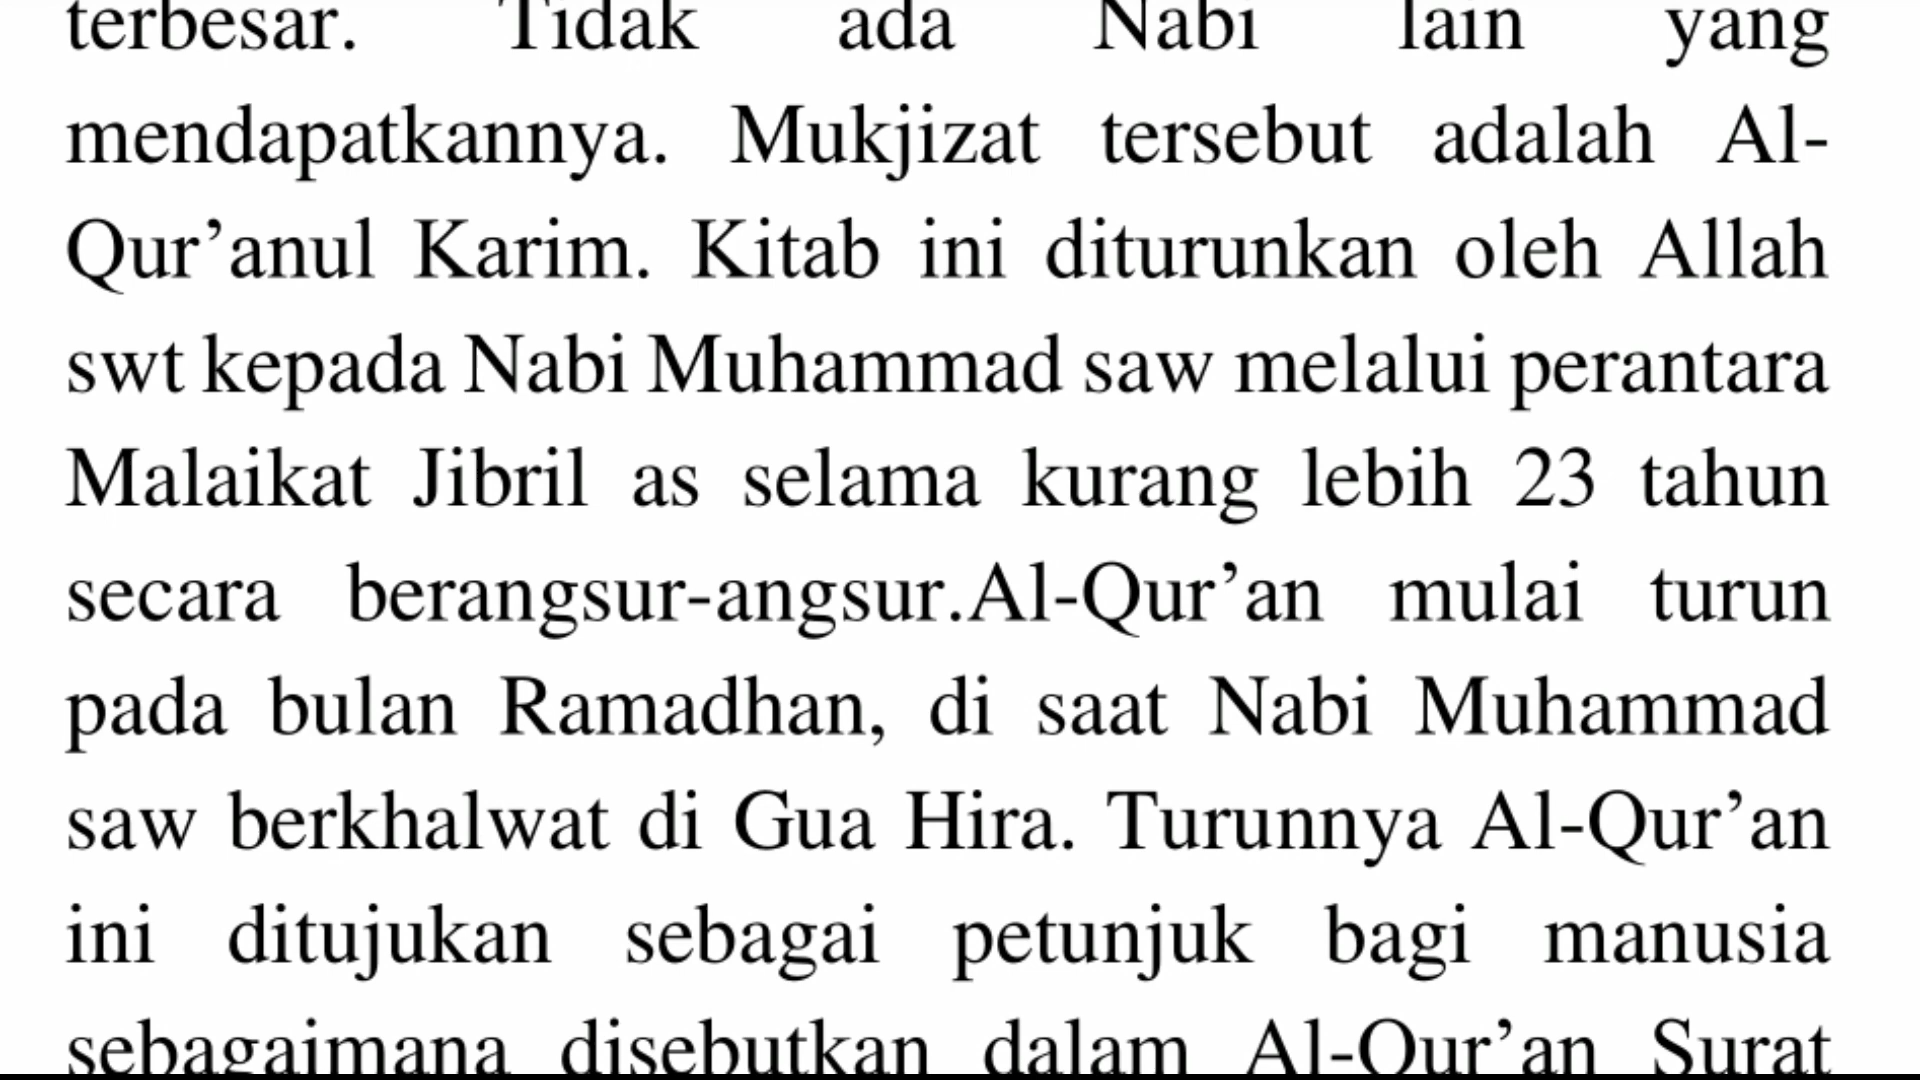 terbesar. Tidak ada Nabi lain yang
mendapatkannya. Mukjizat tersebut adalah Al-
Qur’anul Karim. Kitab ini diturunkan oleh Allah
swt kepada Nabi Muhammad saw melalui perantara
Malaikat Jibril as selama kurang lebih 23 tahun
secara berangsur-angsur.Al-Qur’an mulai turun
pada bulan Ramadhan, di saat Nabi Muhammad
saw berkhalwat di Gua Hira. Turunnya Al-Qur’an
ini ditujukan sebagai petunjuk bagi manusia
sebagaimana disebutkan dalam Al-Qur’an Surat